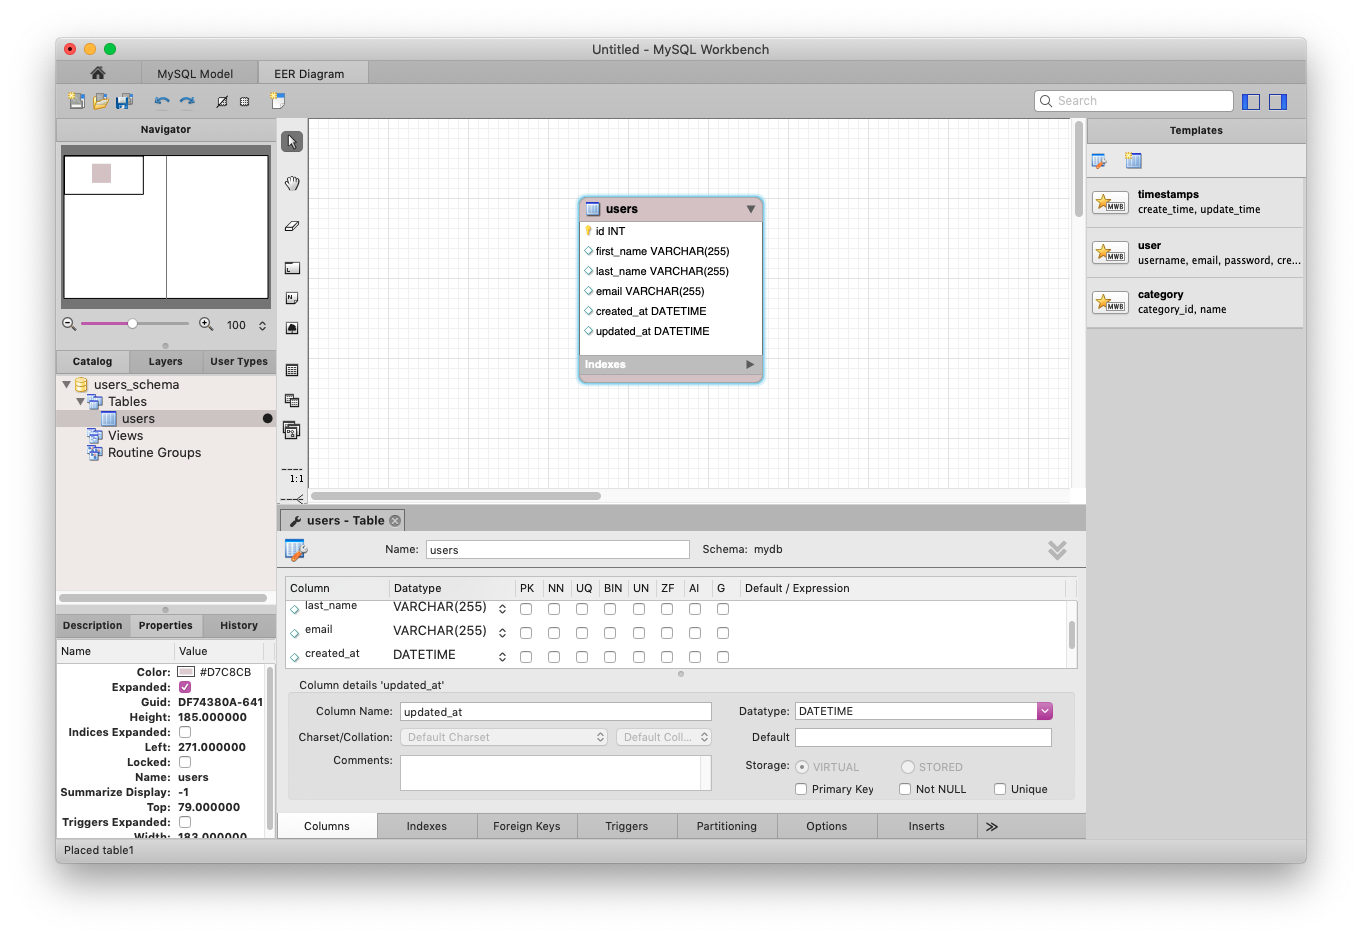 Untitled - MySQL Workbench
MySQL Model
EER Diagram
Search
Navigator
100
Catalog
Layers
User Types
users_schema
Tables
users
Views
Routine Groups
Description
Properties
History
Name
Value
Color:
#D7C8CB
Expanded:
Guid:
DF74380A-641
Height:
185.000000
Indices Expanded:
Left:
271.000000
Locked:
Name:
users
Summarize Display:
-1
Top:
79.000000
Triggers Expanded:
Width:
183.000000
Placed table1
N
1:1
users
id INT
first_name VARCHAR(255)
last_name VARCHAR(255)
email VARCHAR(255)
created_at DATETIME
updated_at DATETIME
Indexes
users - Table
Name:
users
Schema:
mydb
Column
Datatype
PK
NN
UQ
BIN
UN
ZF
AI
G
Default / Expression
last_name
VARCHAR(255)
email
VARCHAR(255)
created_at
DATETIME
Column details 'updated_at'
Column Name:
updated_at
Datatype:
DATETIME
Charset/Collation:
Default Charset
Default Coll...
Default
Comments:
Storage:
VIRTUAL
STORED
Primary Key
Not NULL
Unique
Columns
Indexes
Foreign Keys
Triggers
Partitioning
Options
Inserts
Templates
MWB
timestamps
create_time, update_time
MWB
user
username, email, password, cre...
MWB
category
category_id, name